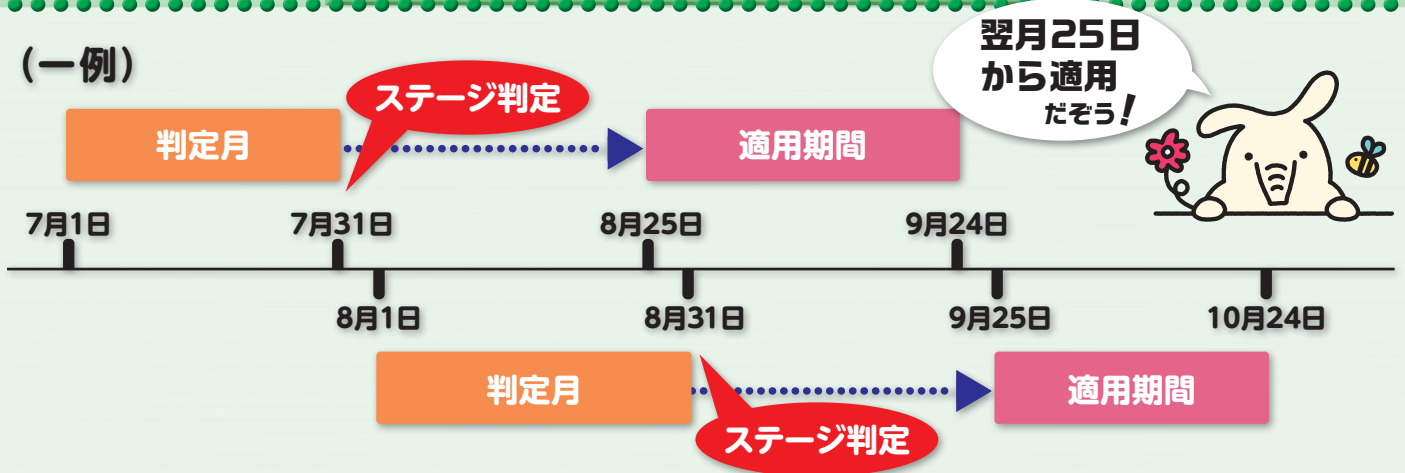 (一例)
翌月25日
から適用
だぞう!
ステージ判定
判定月
適用期間
7月1日
7月31日
8月25日
9月24日
8月1日
8月31日
9月25日
10月24日
判定月
適用期間
ステージ判定